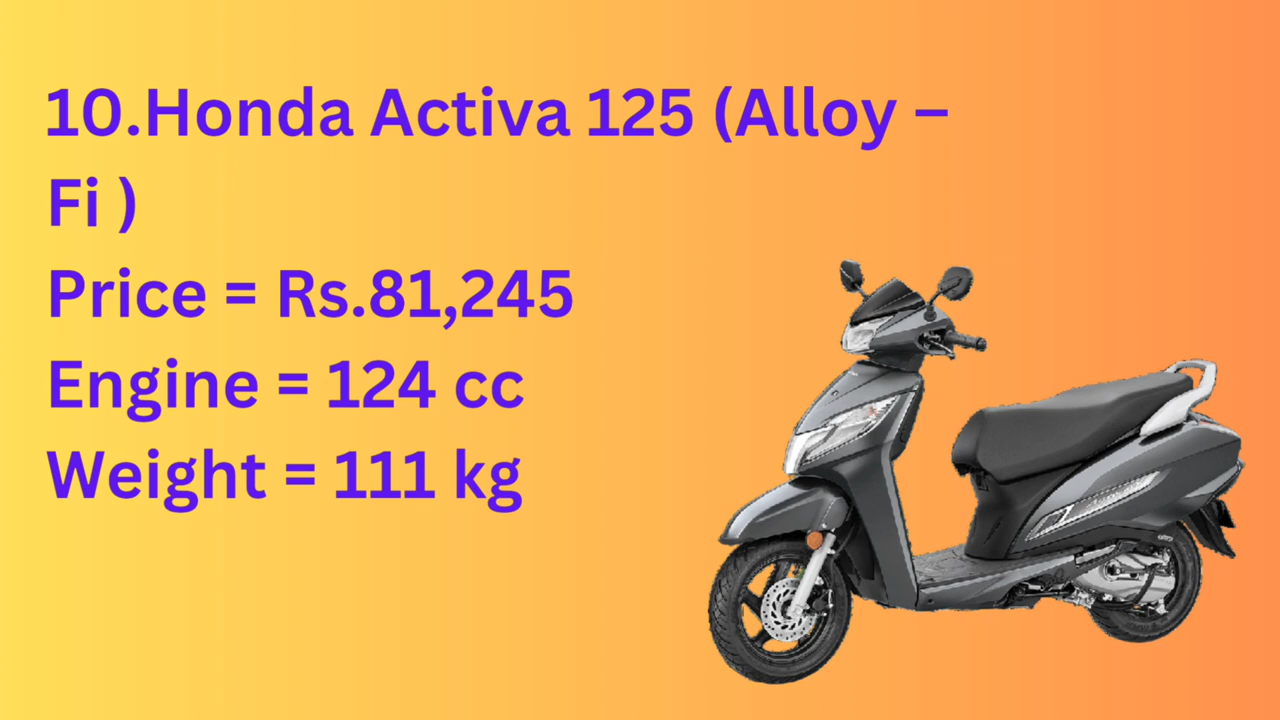 10.Honda Activa 125 (Alloy –
Fi )
Price = Rs.81,245
Engine = 124 cc
Weight = 111 kg